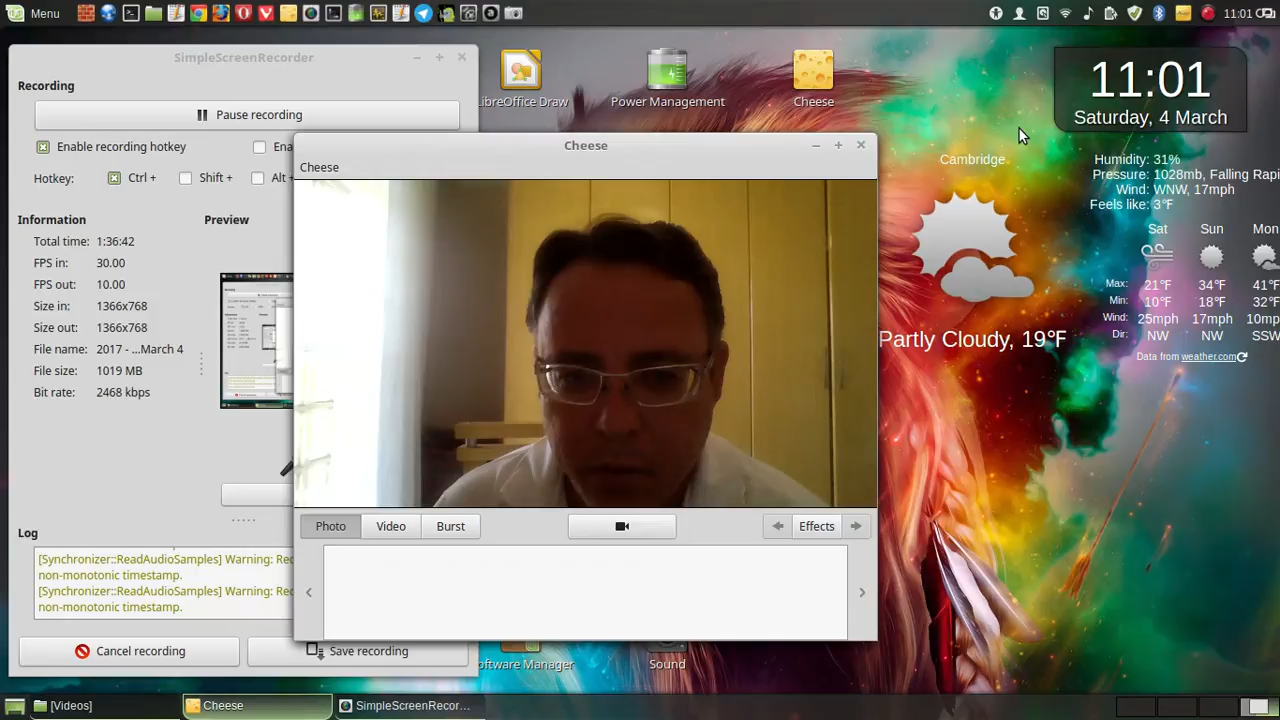 Menu
11:01
SimpleScreenRecorder
Recording
Pause recording
Enable recording hotkey
Ena
Hotkey:
Ctrl +
Shift +
Alt +
Information
Preview
Total time: 1:36:42
FPS in: 30.00
FPS out: 10.00
Size in: 1366x768
Size out: 1366x768
File name: 2017 - ...March 4
File size: 1019 MB
Bit rate: 2468 kbps
Log
[Synchronizer::ReadAudioSamples] Warning: Rec
non-monotonic timestamp.
[Synchronizer::ReadAudioSamples] Warning: Rec
non-monotonic timestamp.
Cancel recording
Save recording
LibreOffice Draw
Power Management
Cheese
Cheese
Cheese
Photo
Video
Burst
Effects
oftware Manager
Sound
11:01
Saturday, 4 March
Cambridge
Partly Cloudy, 19°F
Humidity: 31%
Pressure: 1028mb, Falling Rapi
Wind: WNW, 17mph
Feels like: 3°F
Sat Sun Mon
Max: 21°F 34°F 41°F
Min: 10°F 18°F 32°F
Wind: 25mph 17mph 10mp
Dir: NW NW SSW
Data from weather.com
[Videos]
Cheese
SimpleScreenRecor...